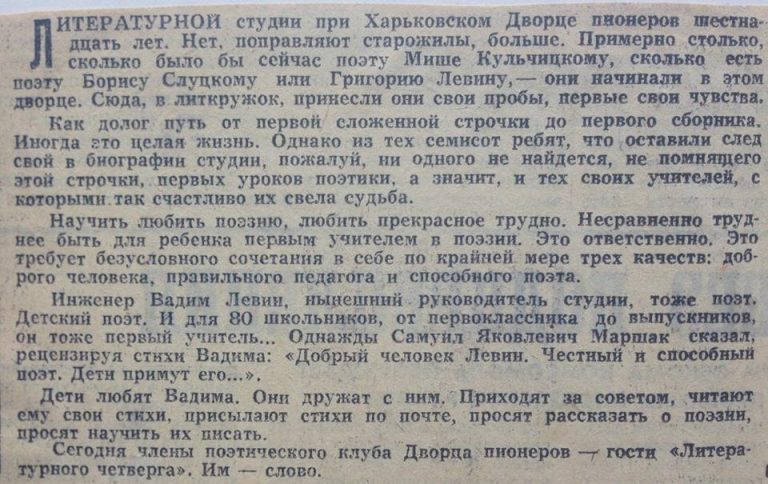 ЛИТЕРАТУРНОЙ студии при Харьковском Дворце пионеров шестна-
дцать лет. Нет, поправляют старожилы, больше. Примерно столько,
сколько было бы сейчас поэту Мише Кульчицкому, сколько есть
поэту Борису Слуцкому или Григорию Левину,— они начинали в этом
дворце. Сюда, в литкружок, принесли они свои пробы, первые свои чувства.
Как долог путь от первой сложенной строчки до первого сборника.
Иногда это целая жизнь. Однако из тех семисот ребят, что оставили след
свой в биографии студии, пожалуй, ни одного не найдется, не помнящего
этой строчки, первых уроков поэтики, а значит, и тех своих учителей, с
которыми так счастливо их свела судьба.
Научить любить поэзию, любить прекрасное трудно. Несравненно труд-
нее быть для ребенка первым учителем в поэзии. Это ответственно. Это
требует безусловного сочетания в себе по крайней мере трех качеств: доб-
рого человека, правильного педагога и способного поэта.
Инженер Вадим Левин, нынешний руководитель студии, тоже поэт.
Детский поэт. И для 80 школьников, от первоклассника до выпускников,
он тоже первый учитель... Однажды Самуил Яковлевич Маршак сказал,
рецензируя стихи Вадима: «Добрый человек Левин. Честный и способный
поэт. Дети примут его...».
Дети любят Вадима. Они дружат с ним. Приходят за советом, читают
ему свои стихи, присылают стихи по почте, просят рассказать о поэзии,
просят научить их писать.
Сегодня члены поэтического клуба Дворца пионеров — гости «Литера-
турного четверга». Им — слово.